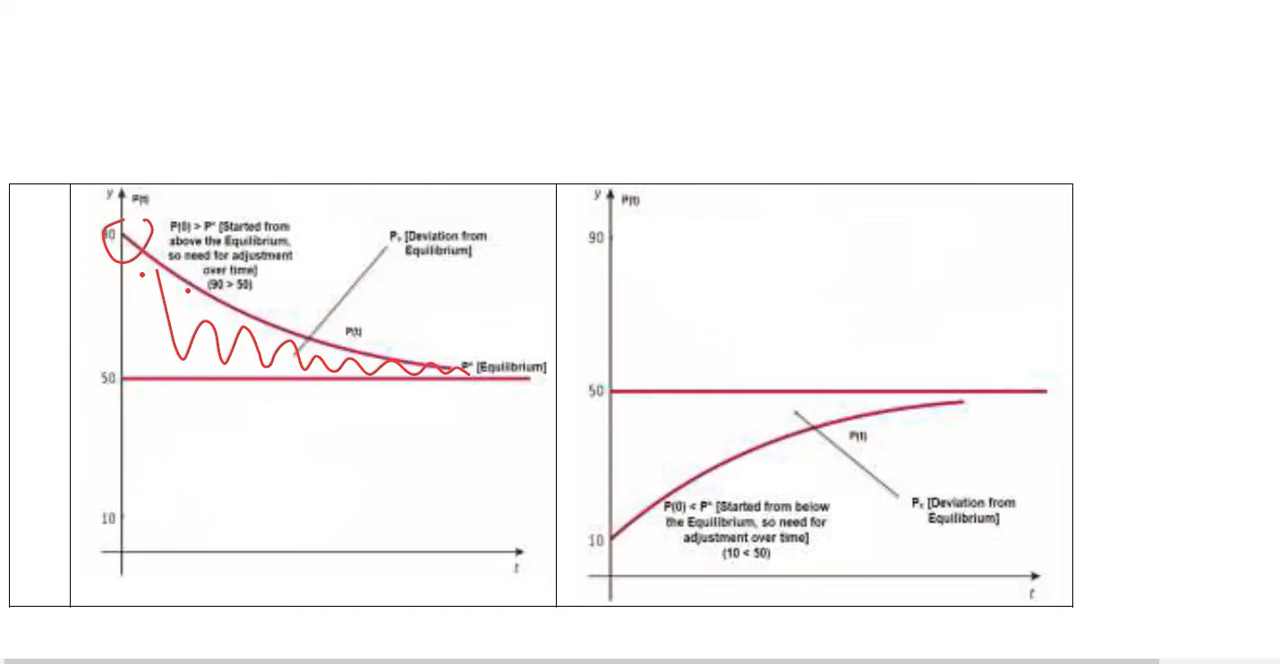 y
P(t)
90
P(0) > P* [Started from
above the Equilibrium,
so need for adjustment
over time]
(90 > 50)
[Deviation from
Equilibrium]
P(t)
P* [Equilibrium]
50
10
t
y
P(t)
90
50
P(t)
P(0) < P* [Started from below
the Equilibrium, so need for
adjustment over time]
(10 < 50)
[Deviation from
Equilibrium]
10
t